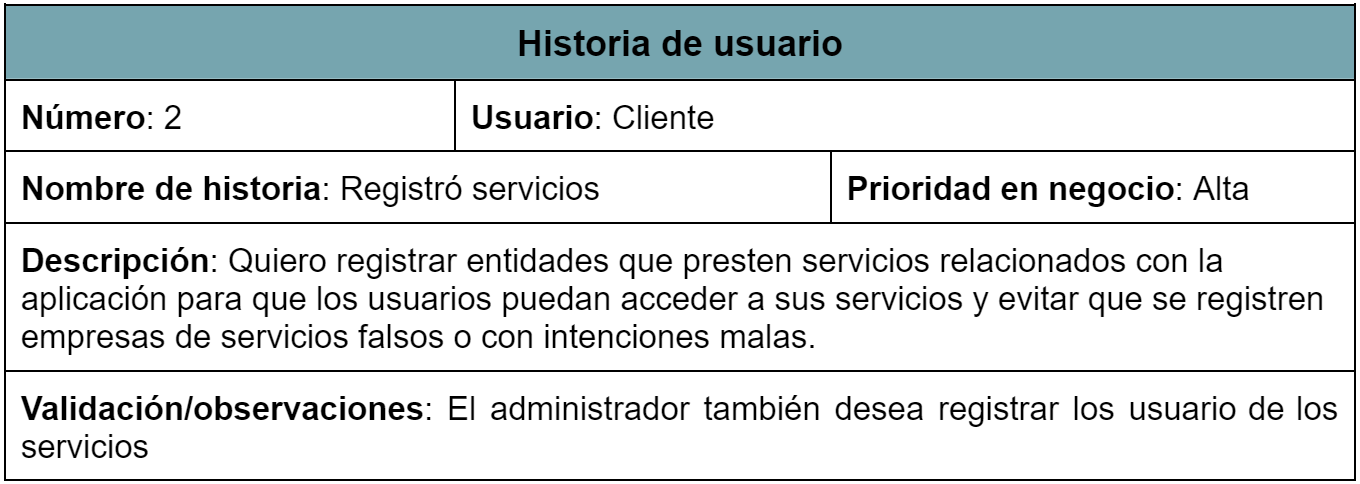 Historia de usuario
Número: 2
Usuario: Cliente
Nombre de historia: Registró servicios
Prioridad en negocio: Alta
Descripción: Quiero registrar entidades que presten servicios relacionados con la
aplicación para que los usuarios puedan acceder a sus servicios y evitar que se registren
empresas de servicios falsos o con intenciones malas.
Validación/observaciones: El administrador también desea registrar los usuario de los
servicios